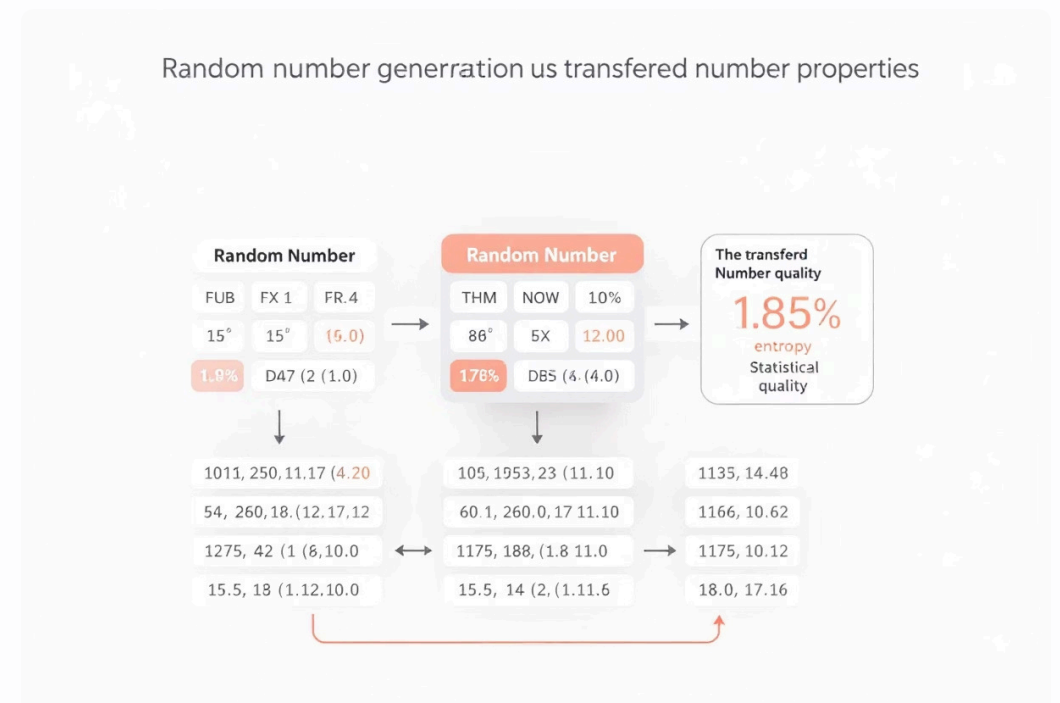 Random number generration us transfered number properties
Random Number
FUB FX 1 FR.4
15° 15° (6.0)
1.9% D47 (2 (1.0)
Random Number
THM NOW 10%
86° 5X 12.00
176% DB5 (4. (4.0)
The transferd
Number quality
1.85%
entropy
Statistical
quality
1011, 250,11.17 (4.20
54, 260,18.(12.17,12
1275, 42 (1 (6,10.0
15.5, 18 (1.12,10.0
105, 1953,23 (11.10
60.1, 260.0,17 11.10
1175, 188, (1.8 11.0
15.5, 14 (2, (1.11.6
1135, 14.48
1166, 10.62
1175, 10.12
18.0, 17.16